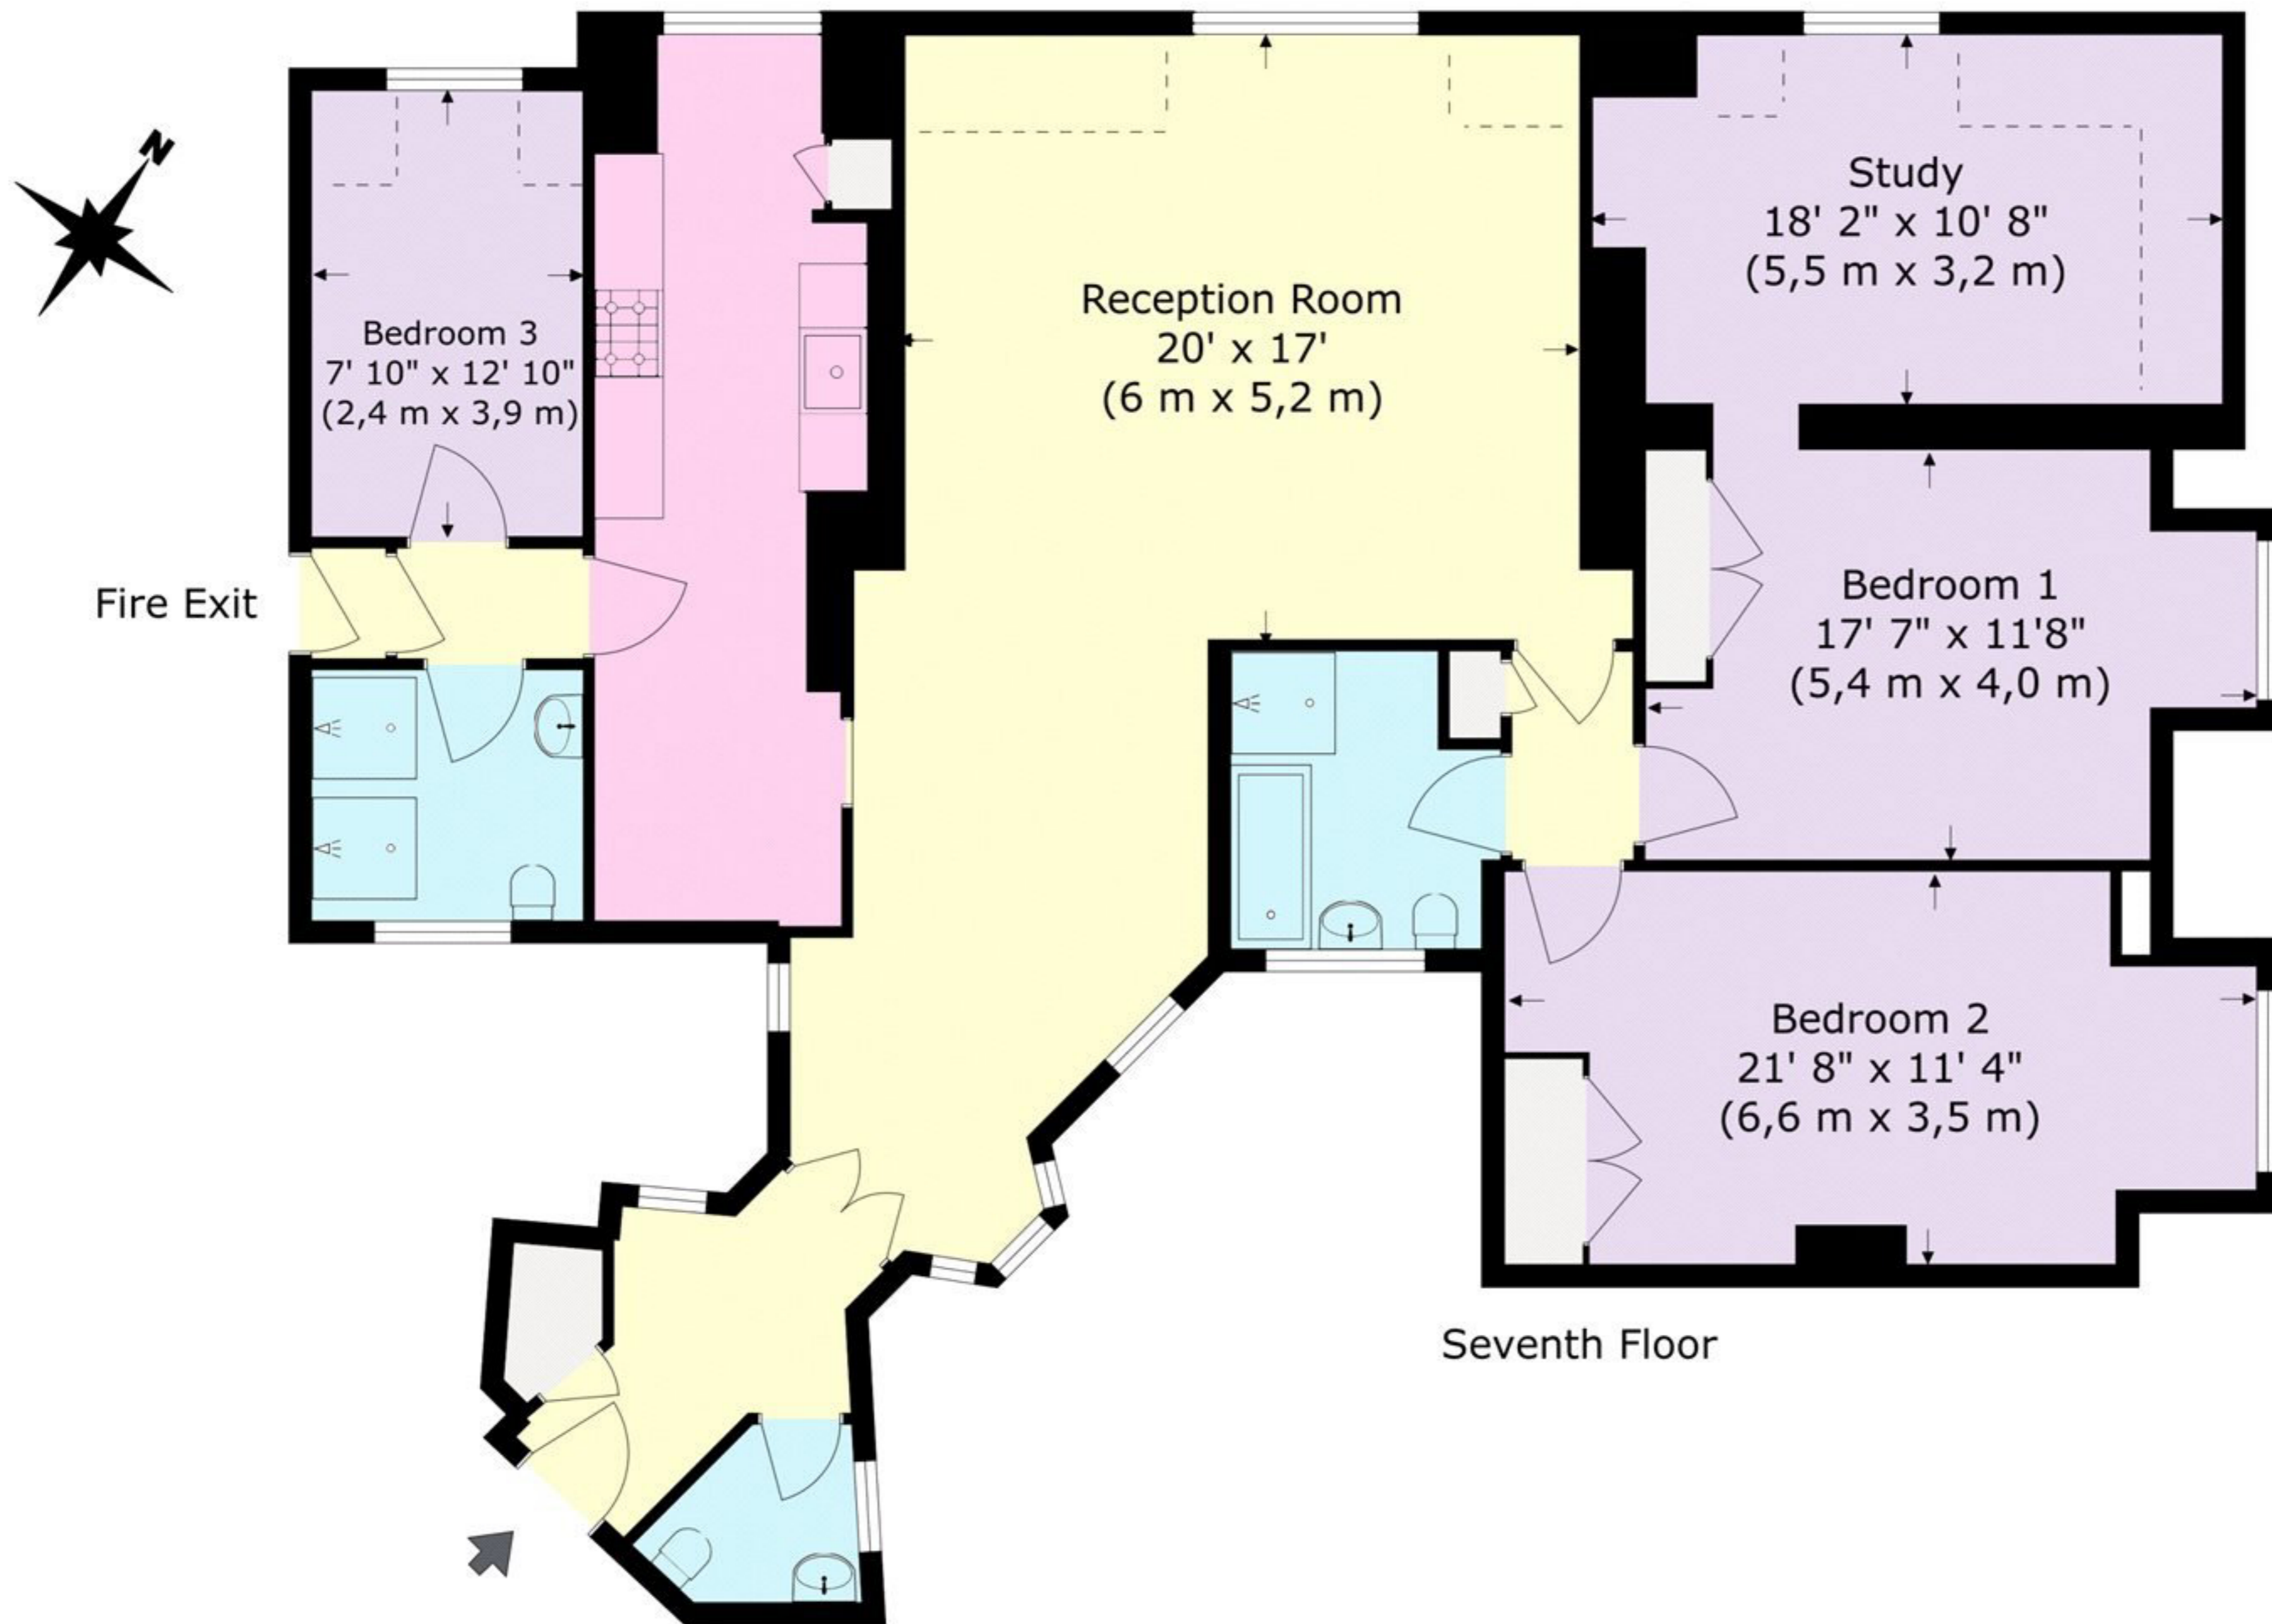 N
Bedroom 3
7' 10" x 12' 10"
(2,4 m x 3,9 m)
Reception Room
20' x 17'
(6 m x 5,2 m)
Study
18' 2" x 10' 8"
(5,5 m x 3,2 m)
Fire Exit
Bedroom 1
17' 7" x 11'8"
(5,4 m x 4,0 m)
Bedroom 2
21' 8" x 11' 4"
(6,6 m x 3,5 m)
Seventh Floor